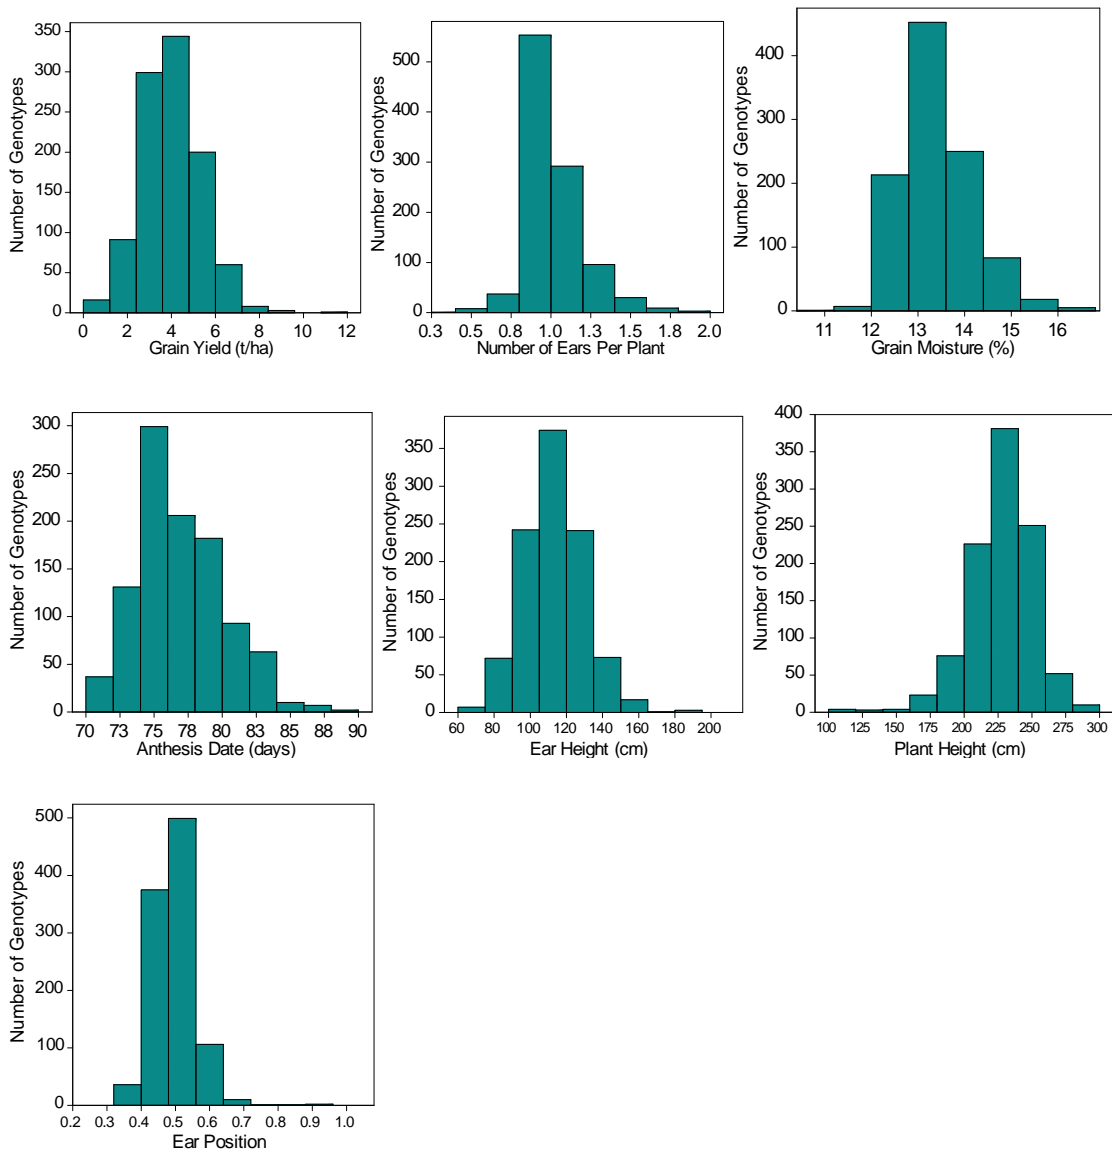 Number of Genotypes
350
300
250
200
150
100
50
0
0 2 4 6 8 10 12
Grain Yield (t/ha)
Number of Genotypes
500
400
300
200
100
0
0.3 0.5 0.8 1.0 1.3 1.5 1.8 2.0
Number of Ears Per Plant
Number of Genotypes
400
300
200
100
0
11 12 13 14 15 16
Grain Moisture (%)
Number of Genotypes
300
250
200
150
100
50
0
70 73 75 78 80 83 85 88 90
Anthesis Date (days)
Number of Genotypes
350
300
250
200
150
100
50
0
60 80 100 120 140 160 180 200
Ear Height (cm)
Number of Genotypes
400
350
300
250
200
150
100
50
0
100 125 150 175 200 225 250 275 300
Plant Height (cm)
Number of Genotypes
500
400
300
200
100
0
0.2 0.3 0.4 0.5 0.6 0.7 0.8 0.9 1.0
Ear Position